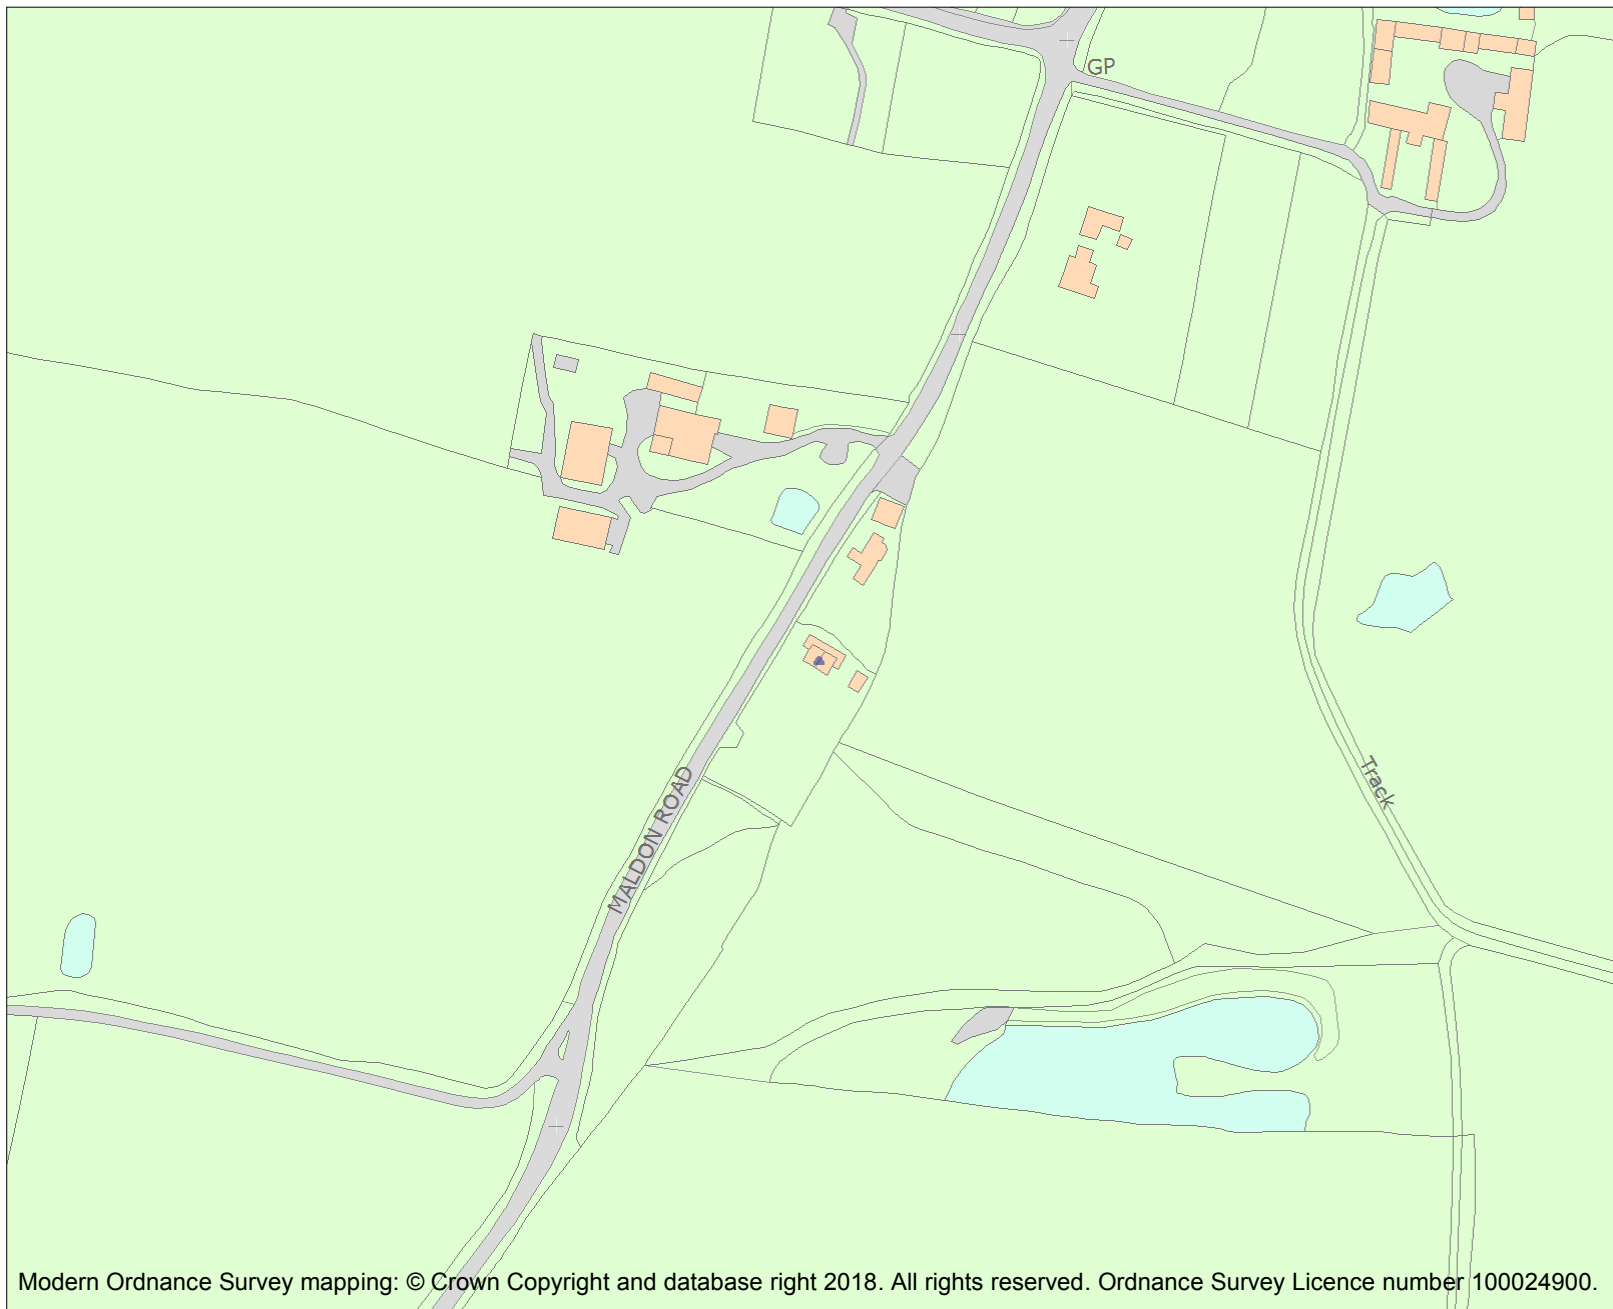 GP
MALDON ROAD
Track
Modern Ordnance Survey mapping: © Crown Copyright and database right 2018. All rights reserved. Ordnance Survey Licence number 100024900.